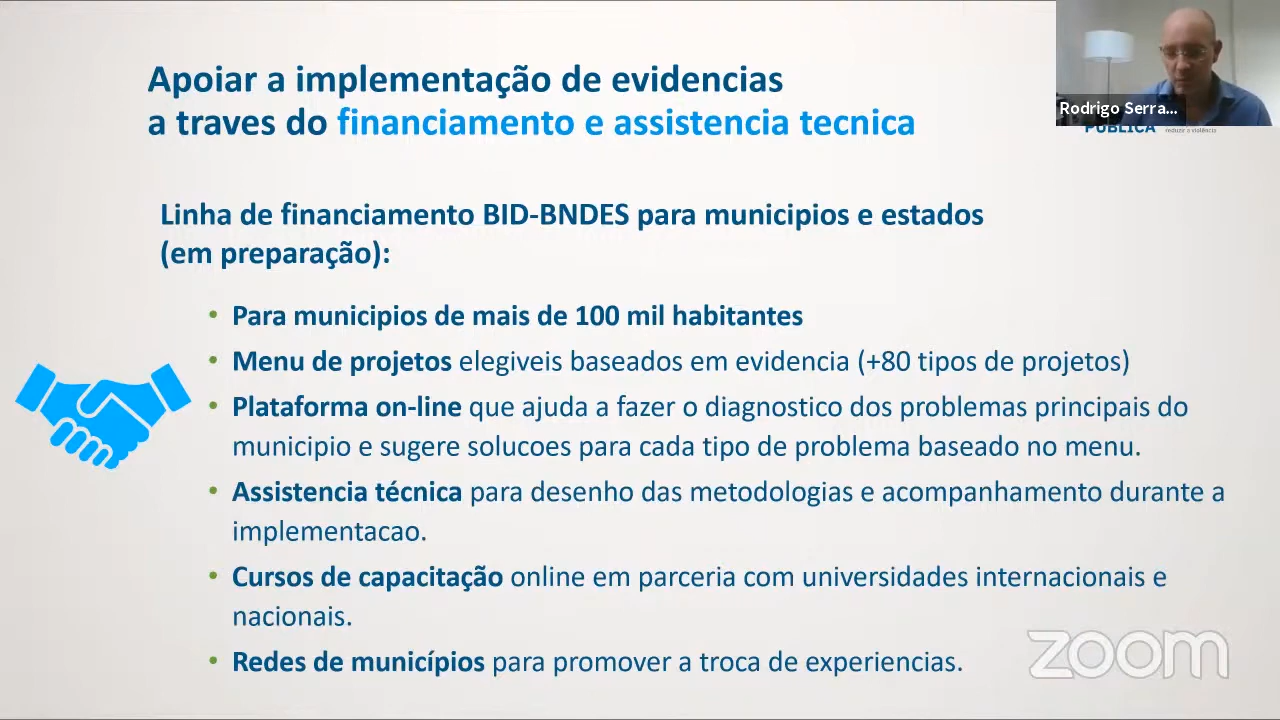 Apoiar a implementação de evidencias
a traves do financiamento e assistencia tecnica
Rodrigo Serra...
PÚBLICA
reduzir a violência
Linha de financiamento BID-BNDES para municipios e estados
(em preparação):
• Para municipios de mais de 100 mil habitantes
• Menu de projetos elegiveis baseados em evidencia (+80 tipos de projetos)
• Plataforma on-line que ajuda a fazer o diagnostico dos problemas principais do
municipio e sugere solucoes para cada tipo de problema baseado no menu.
• Assistencia técnica para desenho das metodologias e acompanhamento durante a
implementacao.
• Cursos de capacitação online em parceria com universidades internacionais e
nacionais.
• Redes de municípios para promover a troca de experiencias.
zoom